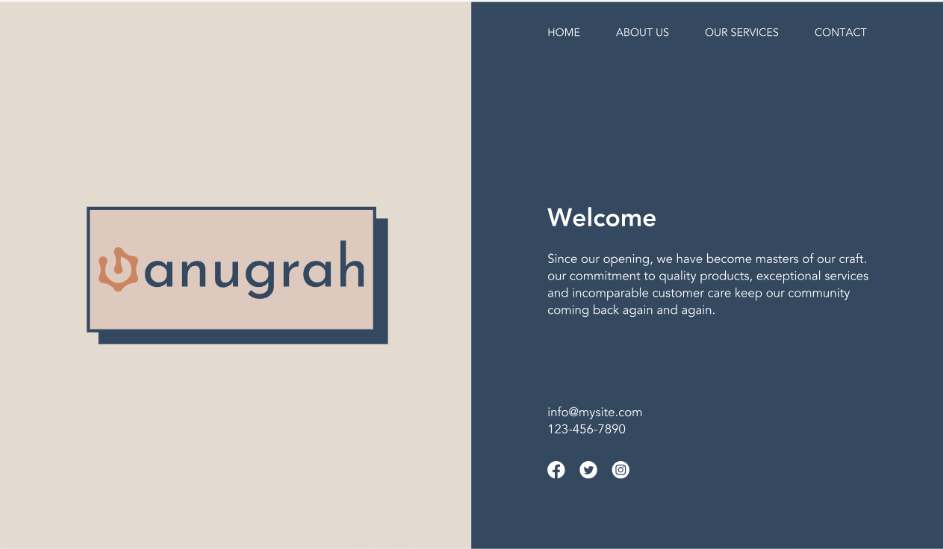 HOME ABOUT US OUR SERVICES CONTACT
anugrah
Welcome
Since our opening, we have become masters of our craft.
our commitment to quality products, exceptional services
and incomparable customer care keep our community
coming back again and again.
info@mysite.com
123-456-7890